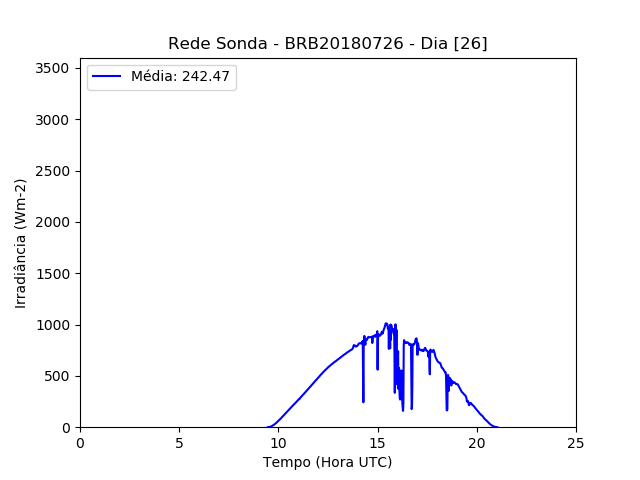 Rede Sonda - BRB20180726 - Dia [26]
Média: 242.47
Irradiância (Wm-2)
3500
3000
2500
2000
1500
1000
500
0
0 5 10 15 20 25
Tempo (Hora UTC)